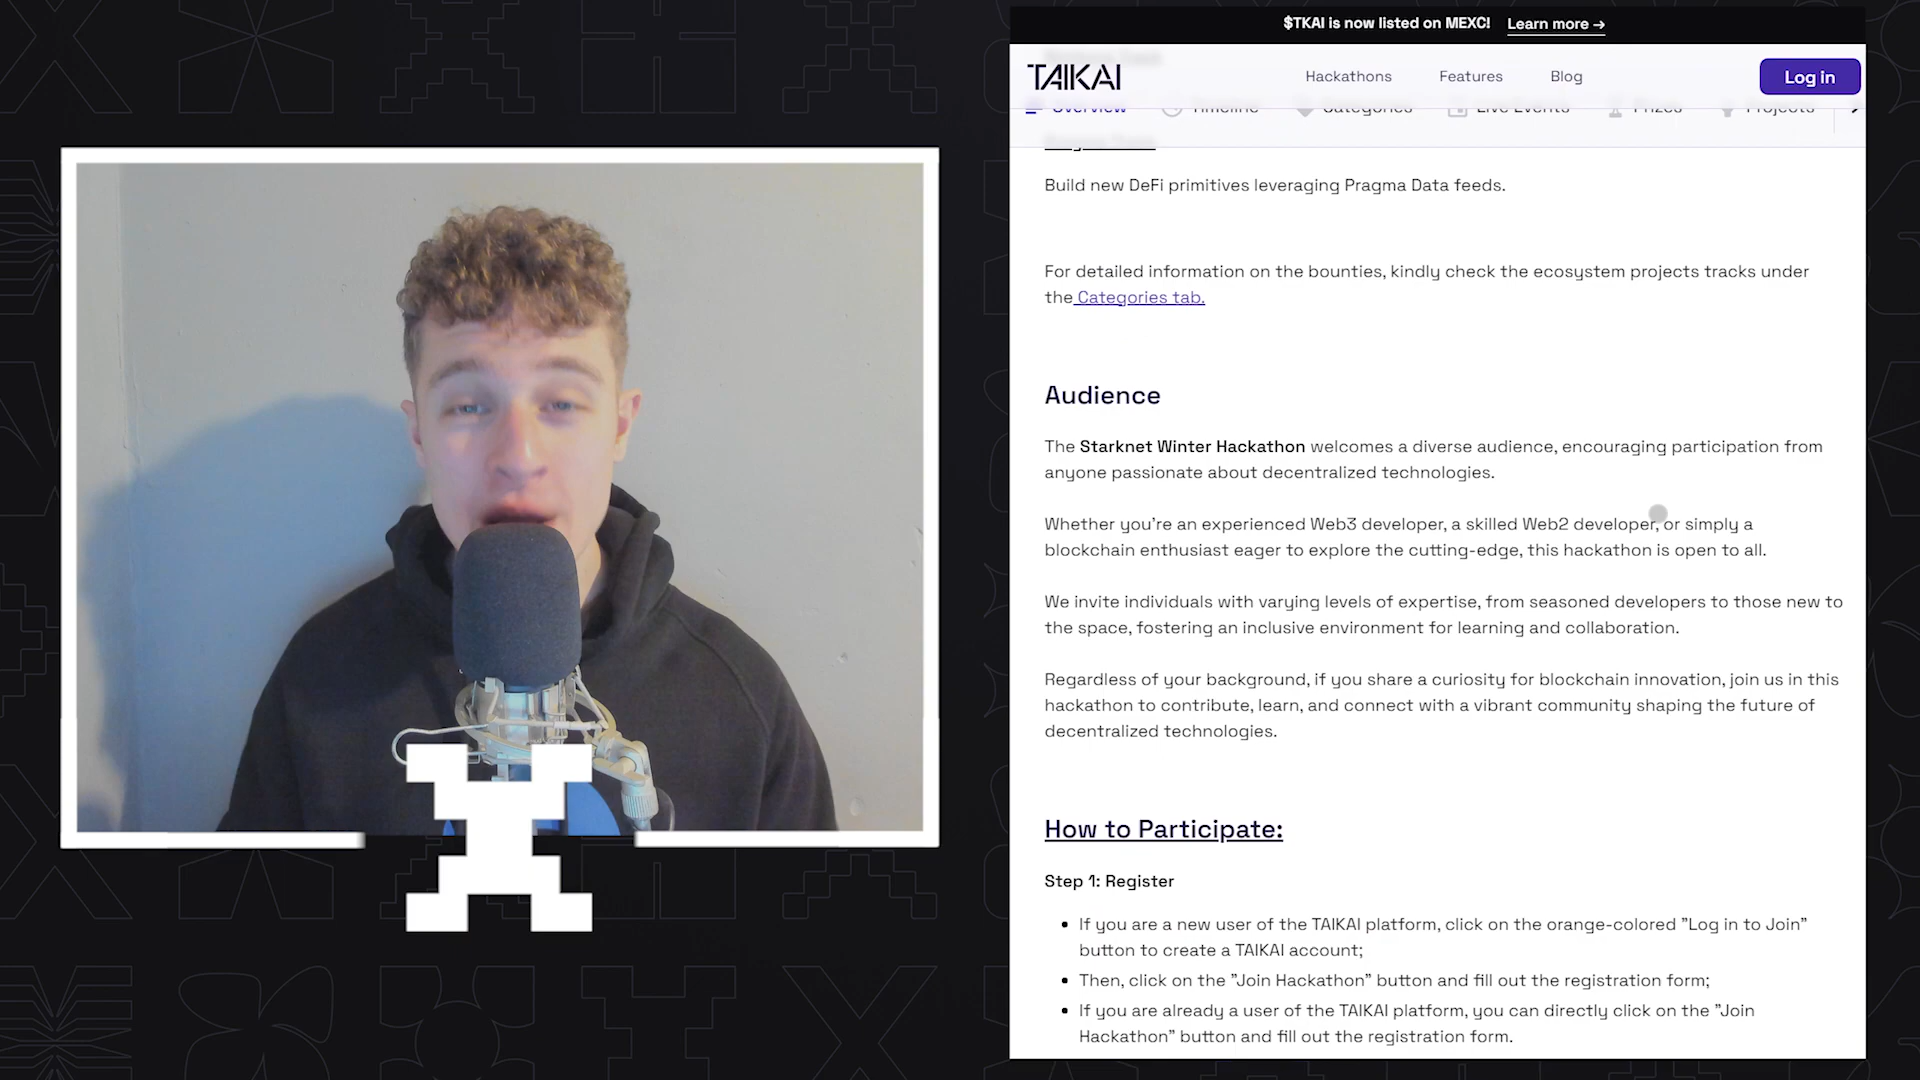 $TKAI is now listed on MEXC! Learn more →
TAIKAI Hackathons Features Blog Log in
Overview Timeline Categories Live Events Prizes Projects
Build new DeFi primitives leveraging Pragma Data feeds.
For detailed information on the bounties, kindly check the ecosystem projects tracks under
the Categories tab.
Audience
The Starknet Winter Hackathon welcomes a diverse audience, encouraging participation from
anyone passionate about decentralized technologies.
Whether you're an experienced Web3 developer, a skilled Web2 developer, or simply a
blockchain enthusiast eager to explore the cutting-edge, this hackathon is open to all.
We invite individuals with varying levels of expertise, from seasoned developers to those new to
the space, fostering an inclusive environment for learning and collaboration.
Regardless of your background, if you share a curiosity for blockchain innovation, join us in this
hackathon to contribute, learn, and connect with a vibrant community shaping the future of
decentralized technologies.
How to Participate:
Step 1: Register
• If you are a new user of the TAIKAI platform, click on the orange-colored "Log in to Join"
button to create a TAIKAI account;
• Then, click on the "Join Hackathon" button and fill out the registration form;
• If you are already a user of the TAIKAI platform, you can directly click on the "Join
Hackathon" button and fill out the registration form.